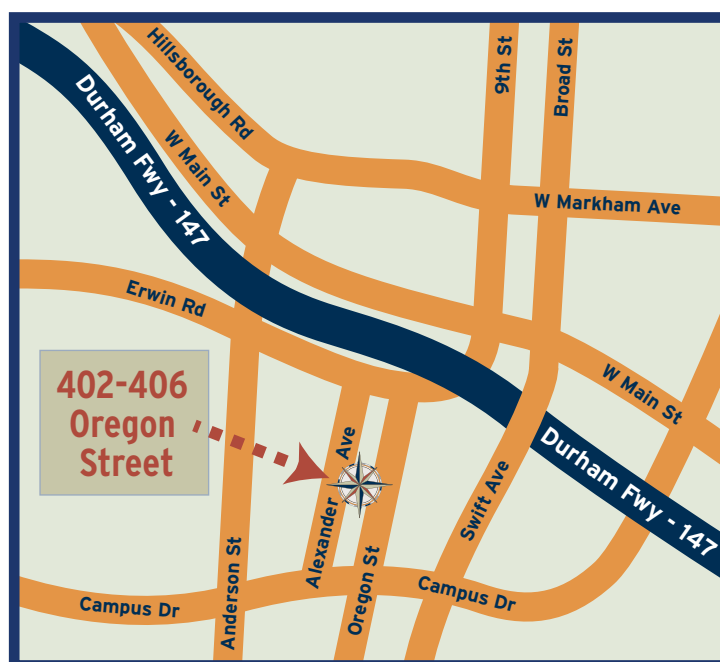 Hillsborough Rd
9th St
Broad St
Durham Fwy - 147
W Main St
W Markham Ave
Erwin Rd
402-406
Oregon
Street
W Main St
Alexander Ave
Swift Ave
Durham Fwy - 147
Anderson St
Oregon St
Campus Dr
Campus Dr